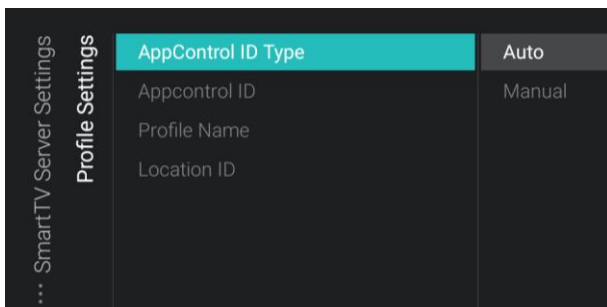 ... SmartTV Server Settings
Profile Settings
AppControl ID Type
Appcontrol ID
Profile Name
Location ID
Auto
Manual